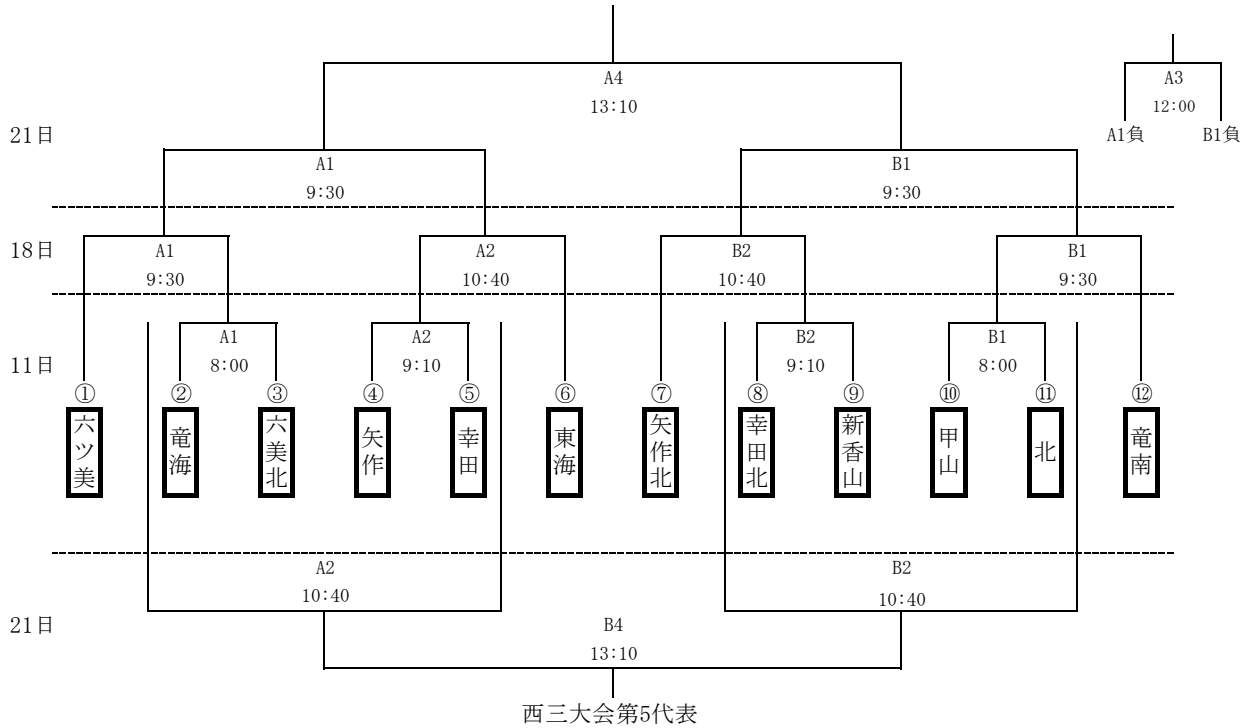 A4
13:10
A3
12:00
A1負
B1負
21日
A1
9:30
B1
9:30
18日
A1
9:30
A2
10:40
B2
10:40
B1
9:30
11日
A1
8:00
A2
9:10
B2
9:10
B1
8:00
① ② ③ ④ ⑤ ⑥ ⑦ ⑧ ⑨ ⑩ ⑪ ⑫
六ツ美
竜海
六美北
矢作
幸田
東海
矢作北
幸田北
新香山
甲山
北
竜南
A2
10:40
B2
10:40
21日
B4
13:10
西三大会第5代表